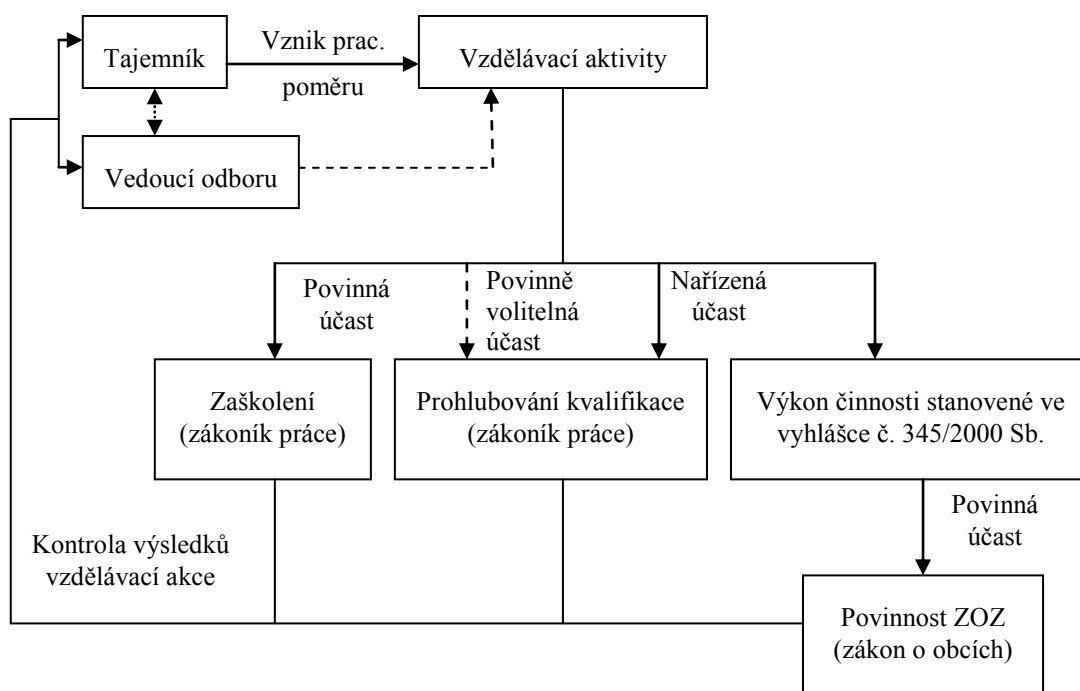 Tajemník
Vznik prac.
poměru
Vzdělávací aktivity
Vedoucí odboru
Povinná
účast
Povinně
volitelná
účast
Nařízená
účast
Zaškolení
(zákoník práce)
Prohlubování kvalifikace
(zákoník práce)
Výkon činnosti stanovené ve
vyhlášce č. 345/2000 Sb.
Povinná
účast
Kontrola výsledků
vzdělávací akce
Povinnost ZOZ
(zákon o obcích)